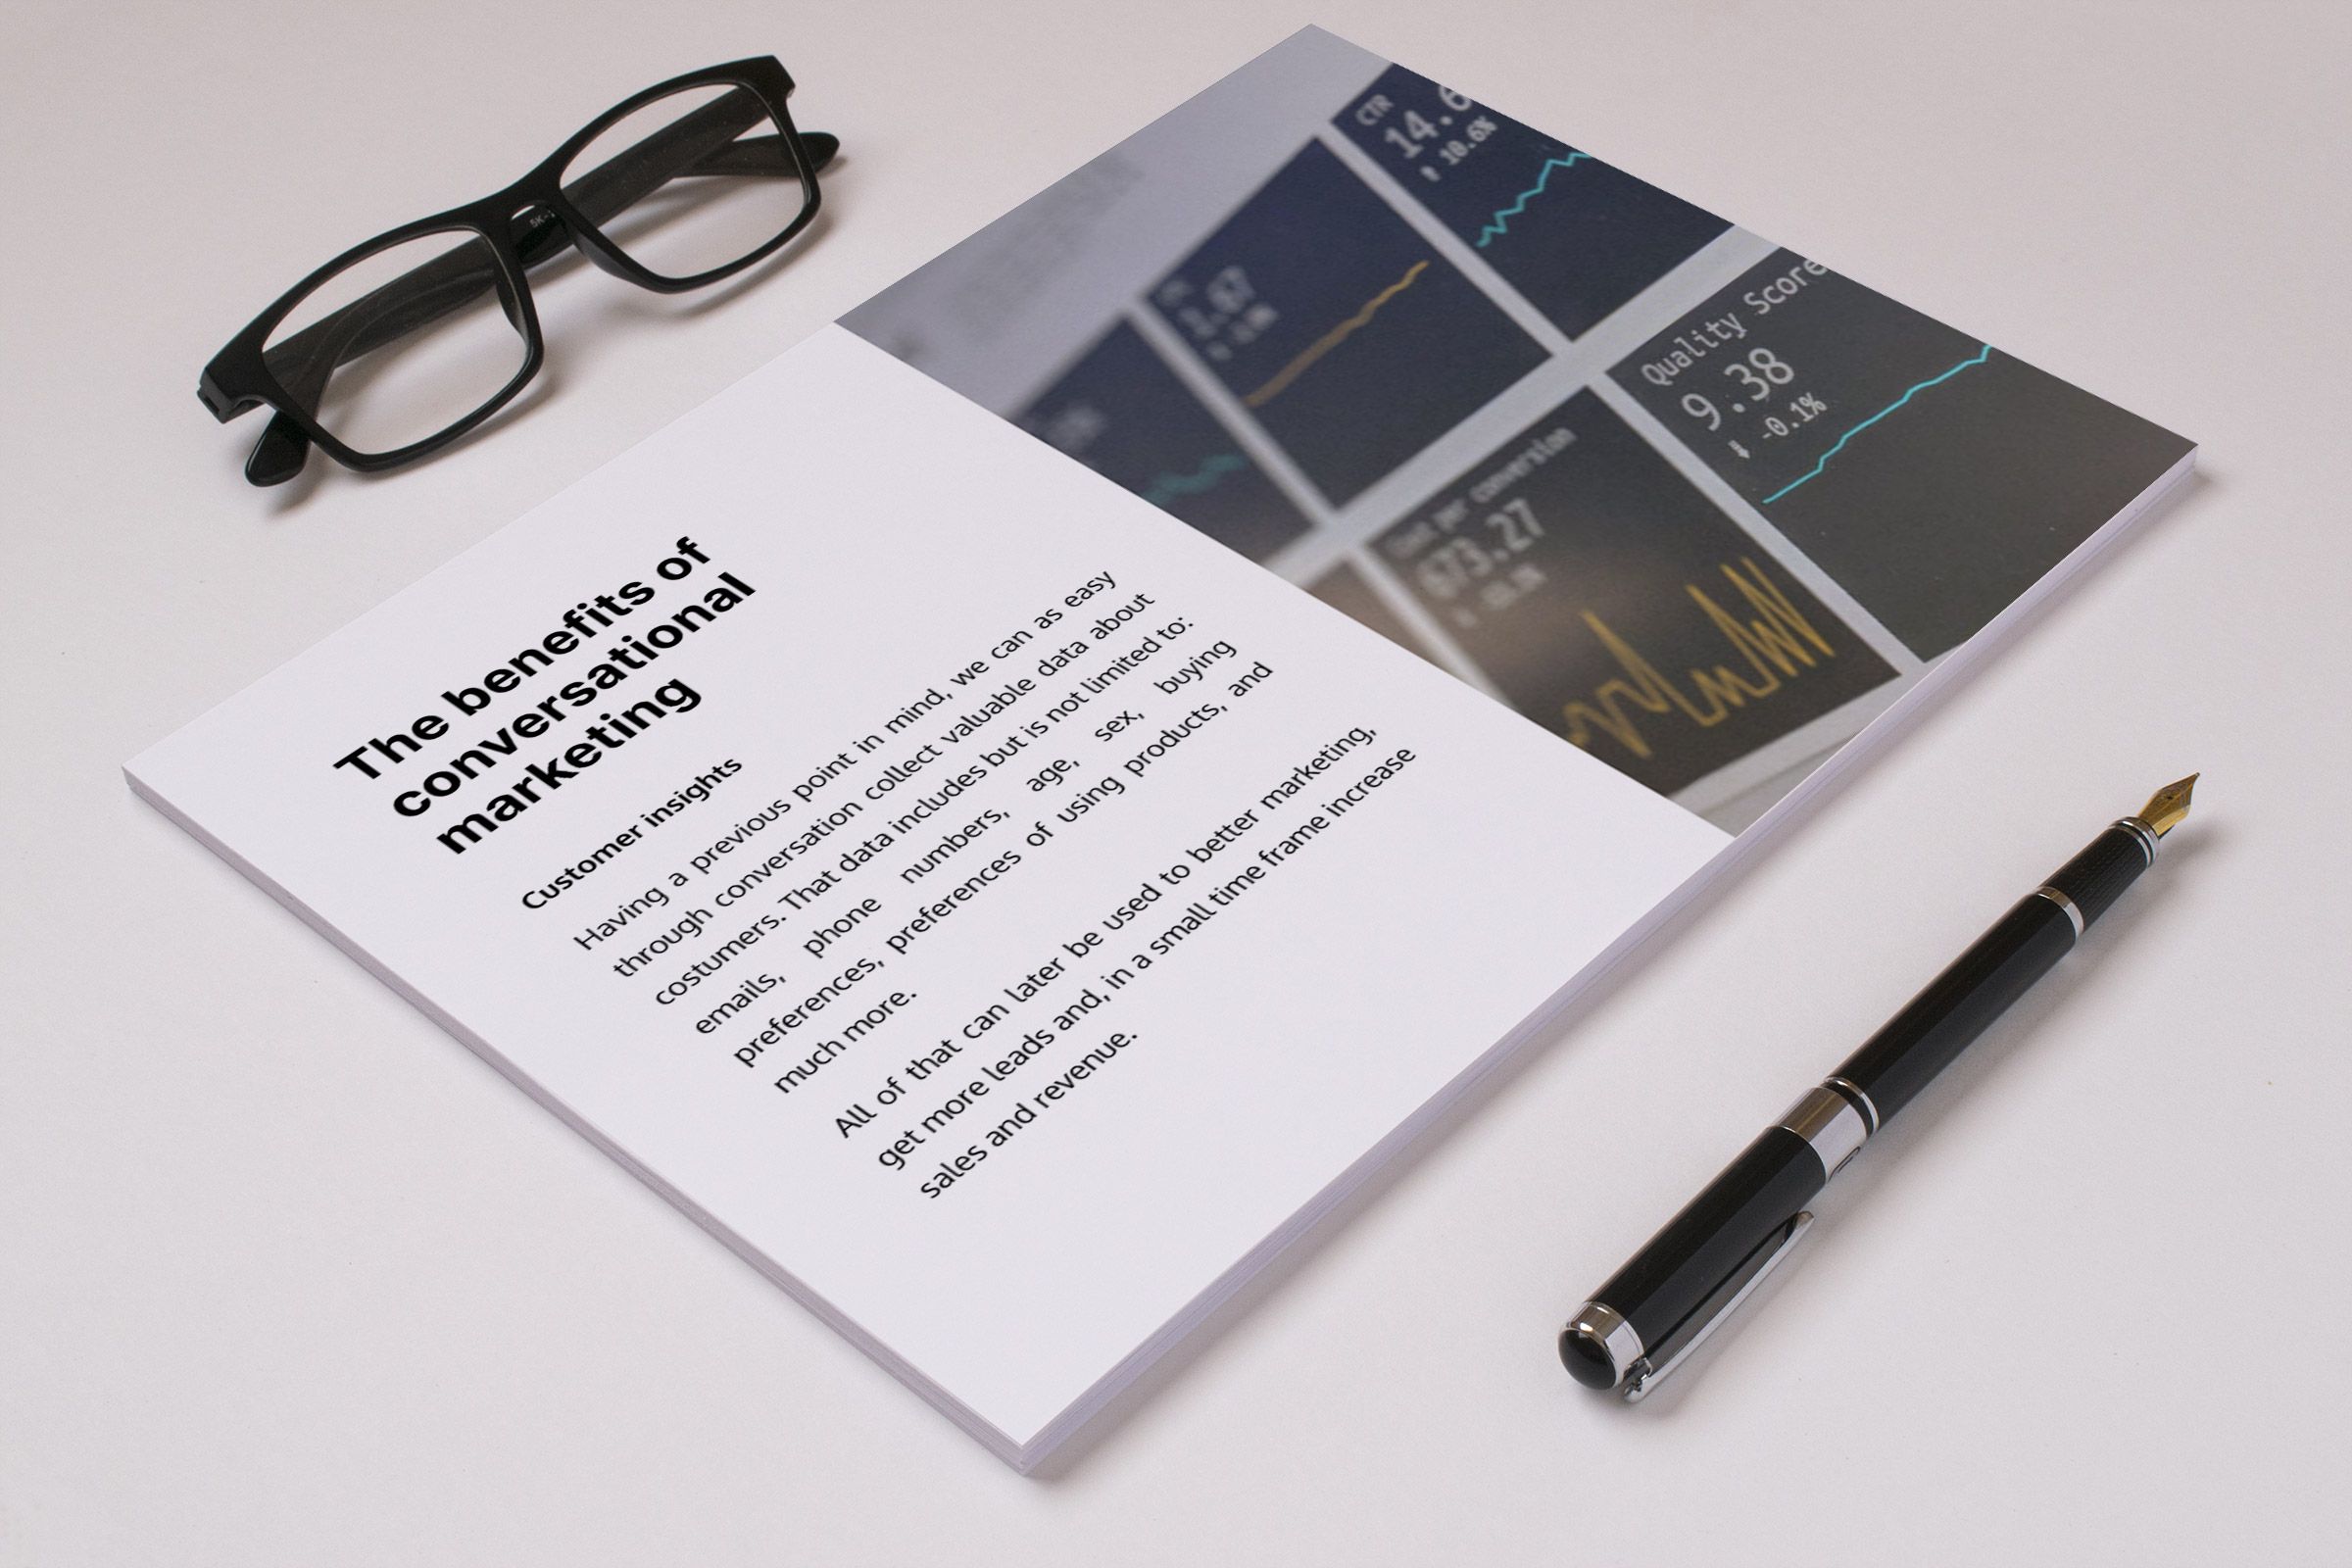 The benefits of
conversational
marketing
Customer insights
Having a previous point in mind, we can as easy
through conversation collect valuable data about
costumers. That data includes but is not limited to:
emails, phone numbers, age, sex, buying
preferences, preferences of using products, and
much more.
All of that can later be used to better marketing,
get more leads and, in a small time frame increase
sales and revenue.
CTR
14.6
10.6%
Quality Score
9.38
-0.1%
per conversion
673.27